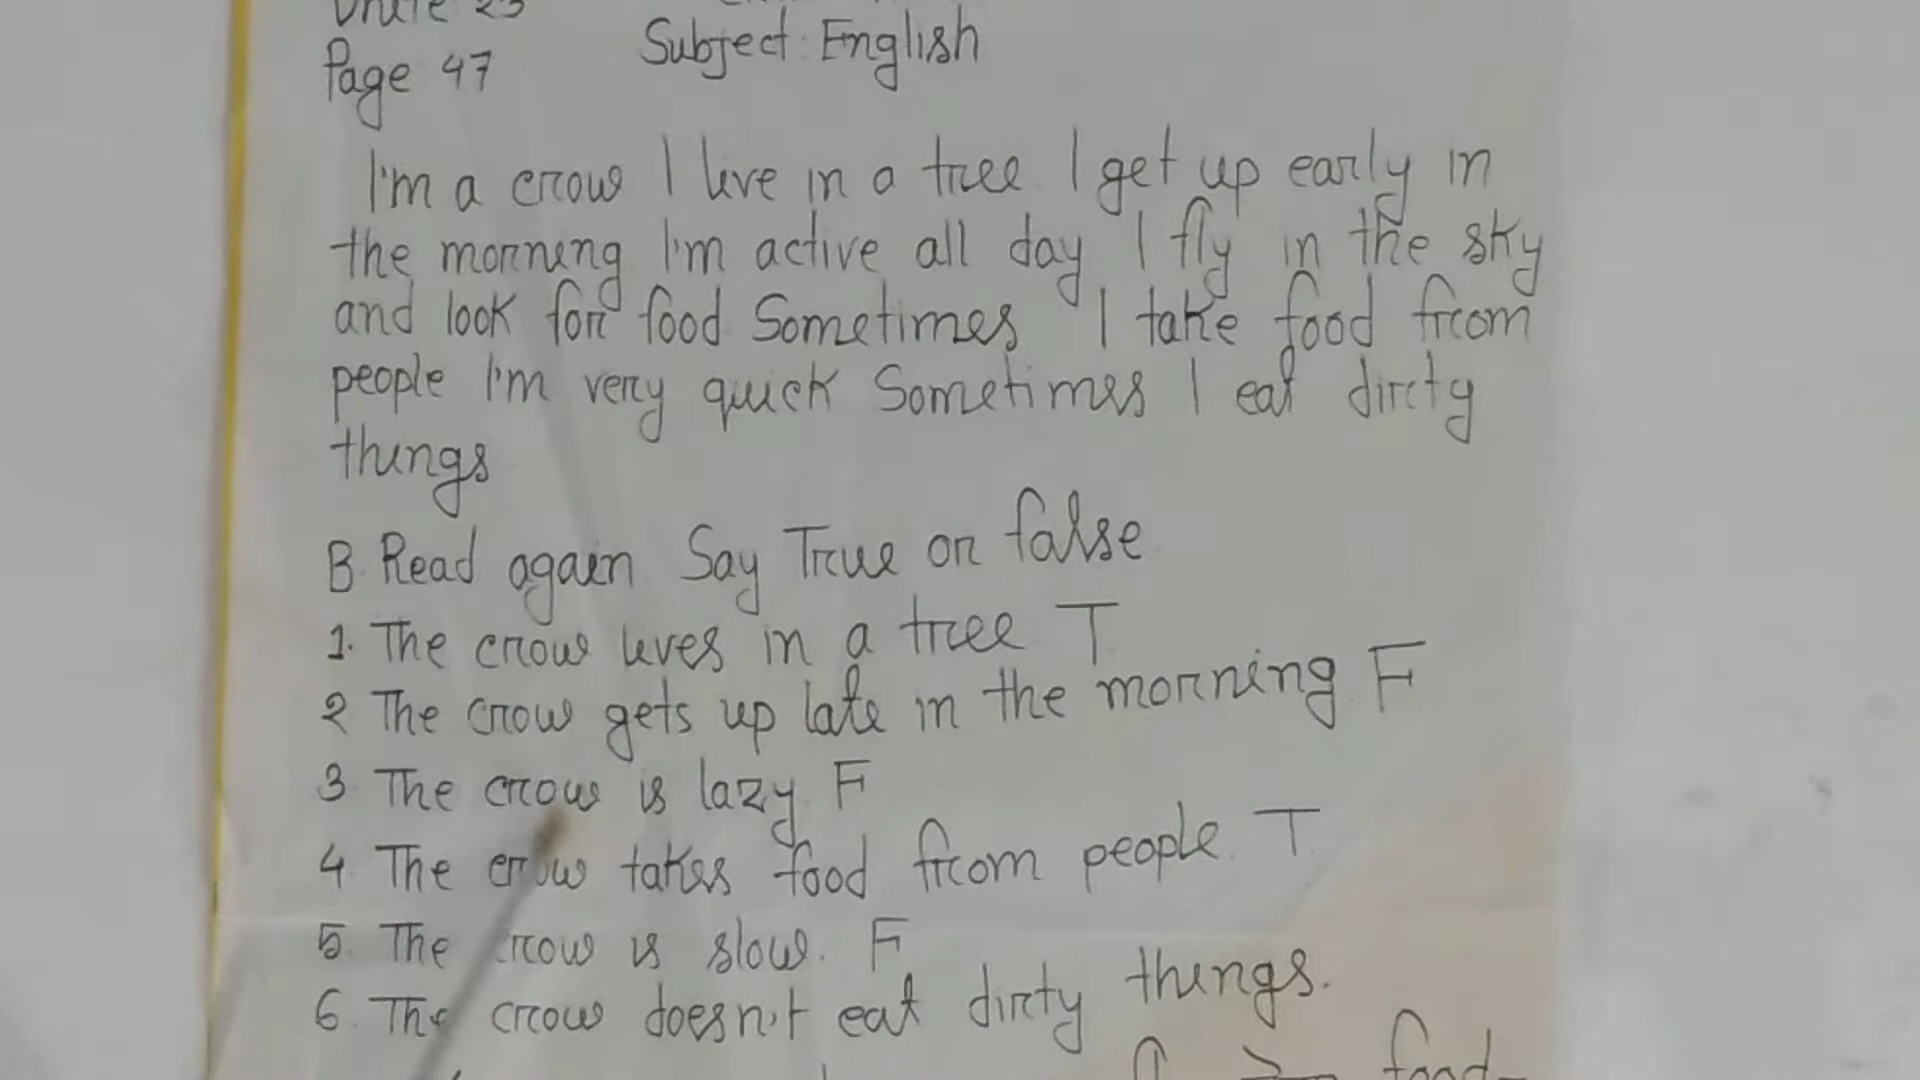 Page 47
Subject: English
I'm a crow I live in a tree. I get up early in
the morning I'm active all day I fly in the sky
and look for food Sometimes I take food from
people I'm very quick Sometimes I eat dirty
things
B. Read again Say True or false
1. The crow lives in a tree T
2 The crow gets up late in the morning F
3 The crow is lazy F
4 The crow takes food from people. T
5. The crow is slow. F
6. The crow doesn't eat dirty things.
food